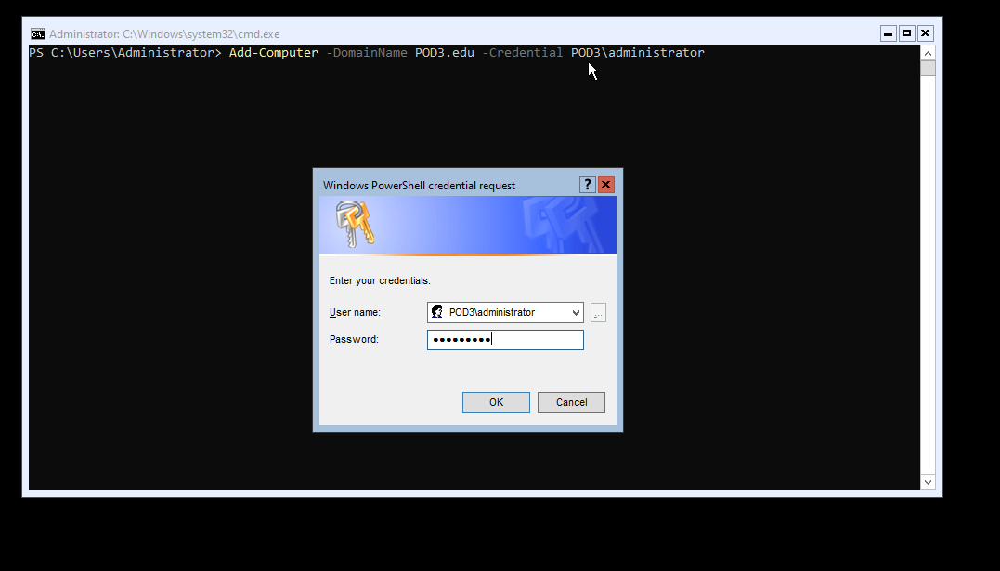 Administrator: C:\Windows\system32\cmd.exe
PS C:\Users\Administrator> Add-Computer -DomainName POD3.edu -Credential POD3\administrator
Windows PowerShell credential request
Enter your credentials.
User name: POD3\administrator ...
Password: •••••••••
OK Cancel